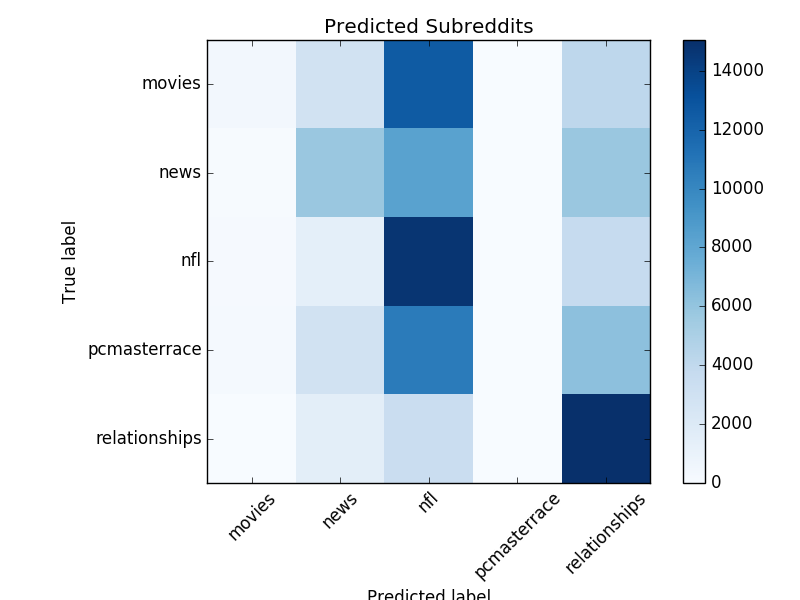 Predicted Subreddits
True label
movies
news
nfl
pcmasterrace
relationships
movies
news
nfl
pcmasterrace
relationships
Predicted label
14000
12000
10000
8000
6000
4000
2000
0